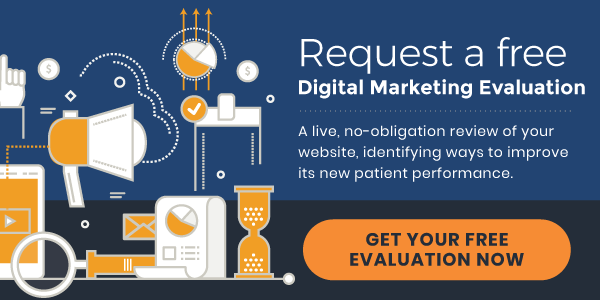 Request a free
Digital Marketing Evaluation
A live, no-obligation review of your
website, identifying ways to improve
its new patient performance.
GET YOUR FREE
EVALUATION NOW
$
$